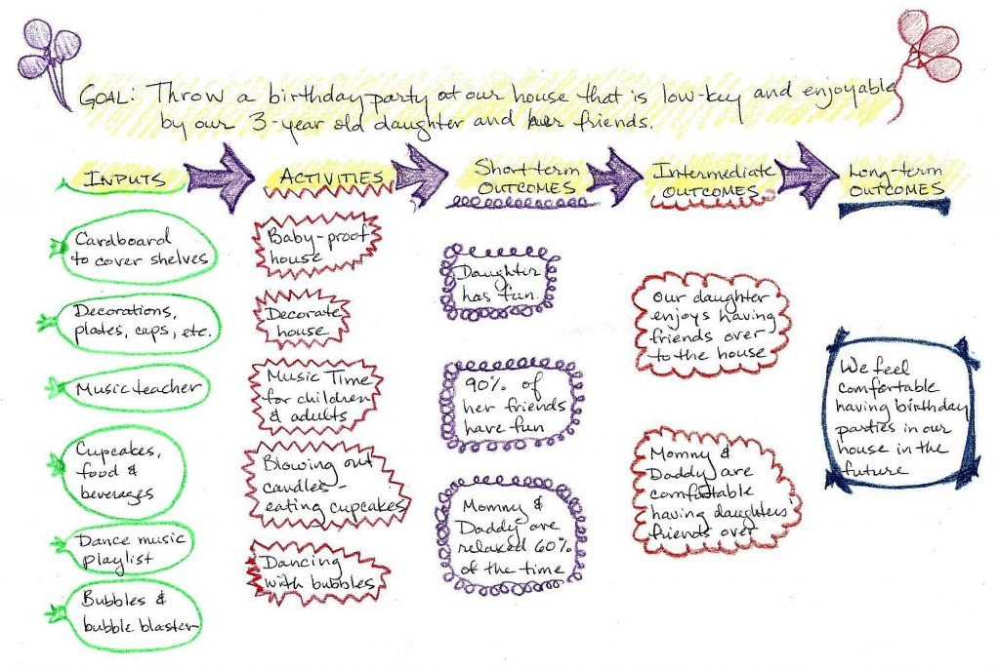 GOAL: Throw a birthday party at our house that is low-key and enjoyable
by our 3-year old daughter and her friends.
INPUTS
ACTIVITIES
Short-term
OUTCOMES
Intermediate
OUTCOMES
Long-term
OUTCOMES
Cardboard
to cover shelves
Decorations,
plates, cups, etc.
Music teacher
Cupcakes,
food &
beverages
Dance music
playlist
Bubbles &
bubble blaster
Baby-proof
house
Decorate
house
Music Time
for children
& adults
Blowing out
candles-
eating cupcakes
Dancing
with bubbles
Daughter
has fun
90% of
her friends
have fun
Mommy &
Daddy are
relaxed 60%
of the time
Our daughter
enjoys having
friends over
to the house
Mommy &
Daddy are
comfortable
having daughters'
friends over
We feel
comfortable
having birthday
parties in our
house in the
future